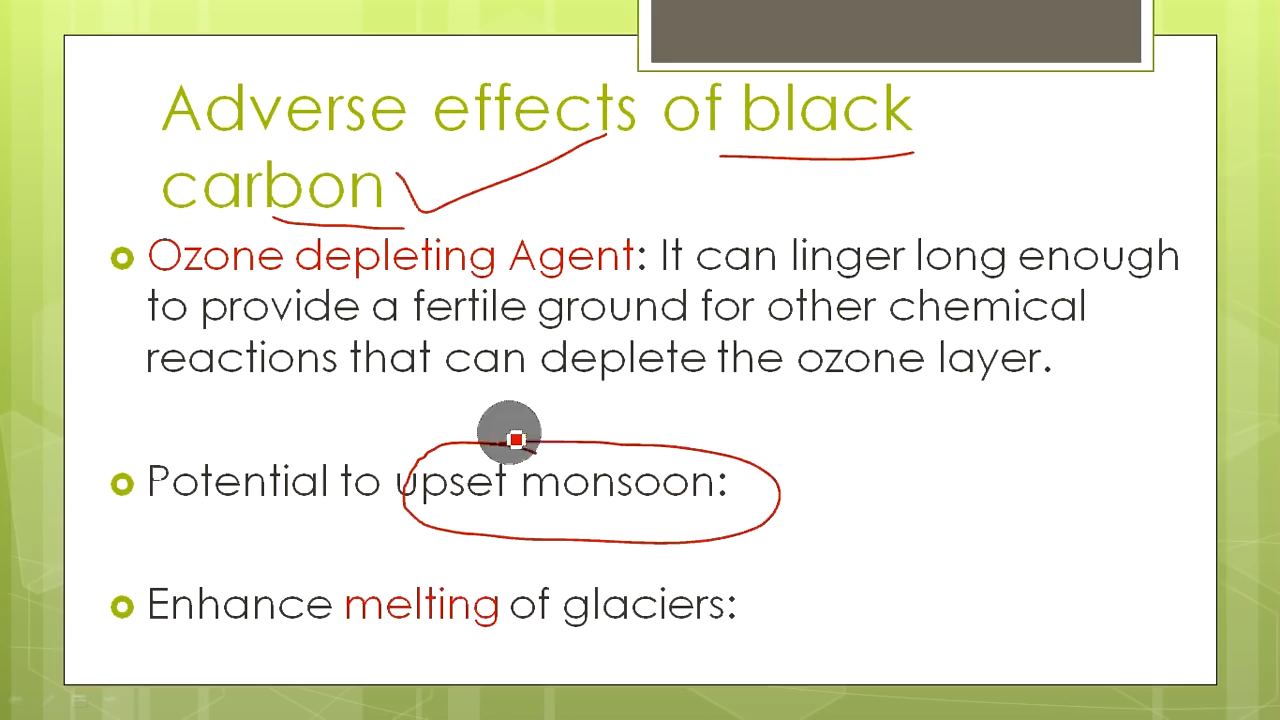 Adverse effects of black
carbon
Ozone depleting Agent: It can linger long enough
to provide a fertile ground for other chemical
reactions that can deplete the ozone layer.
Potential to upset monsoon:
Enhance melting of glaciers: